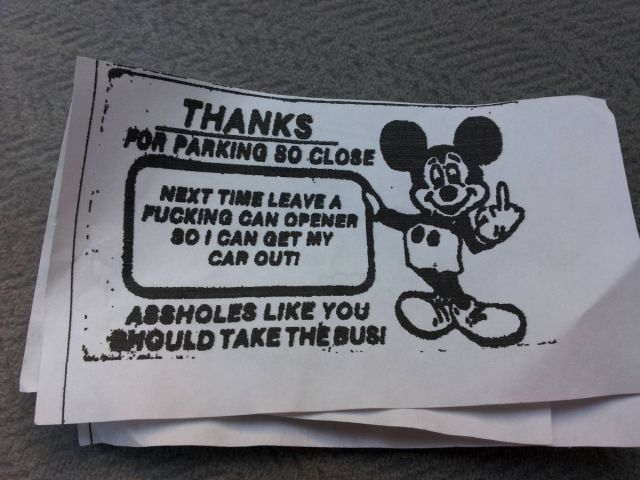 THANKS
FOR PARKING SO CLOSE
NEXT TIME LEAVE A
FUCKING CAN OPENER
SO I CAN GET MY
CAR OUT!
ASSHOLES LIKE YOU
SHOULD TAKE THE BUS!